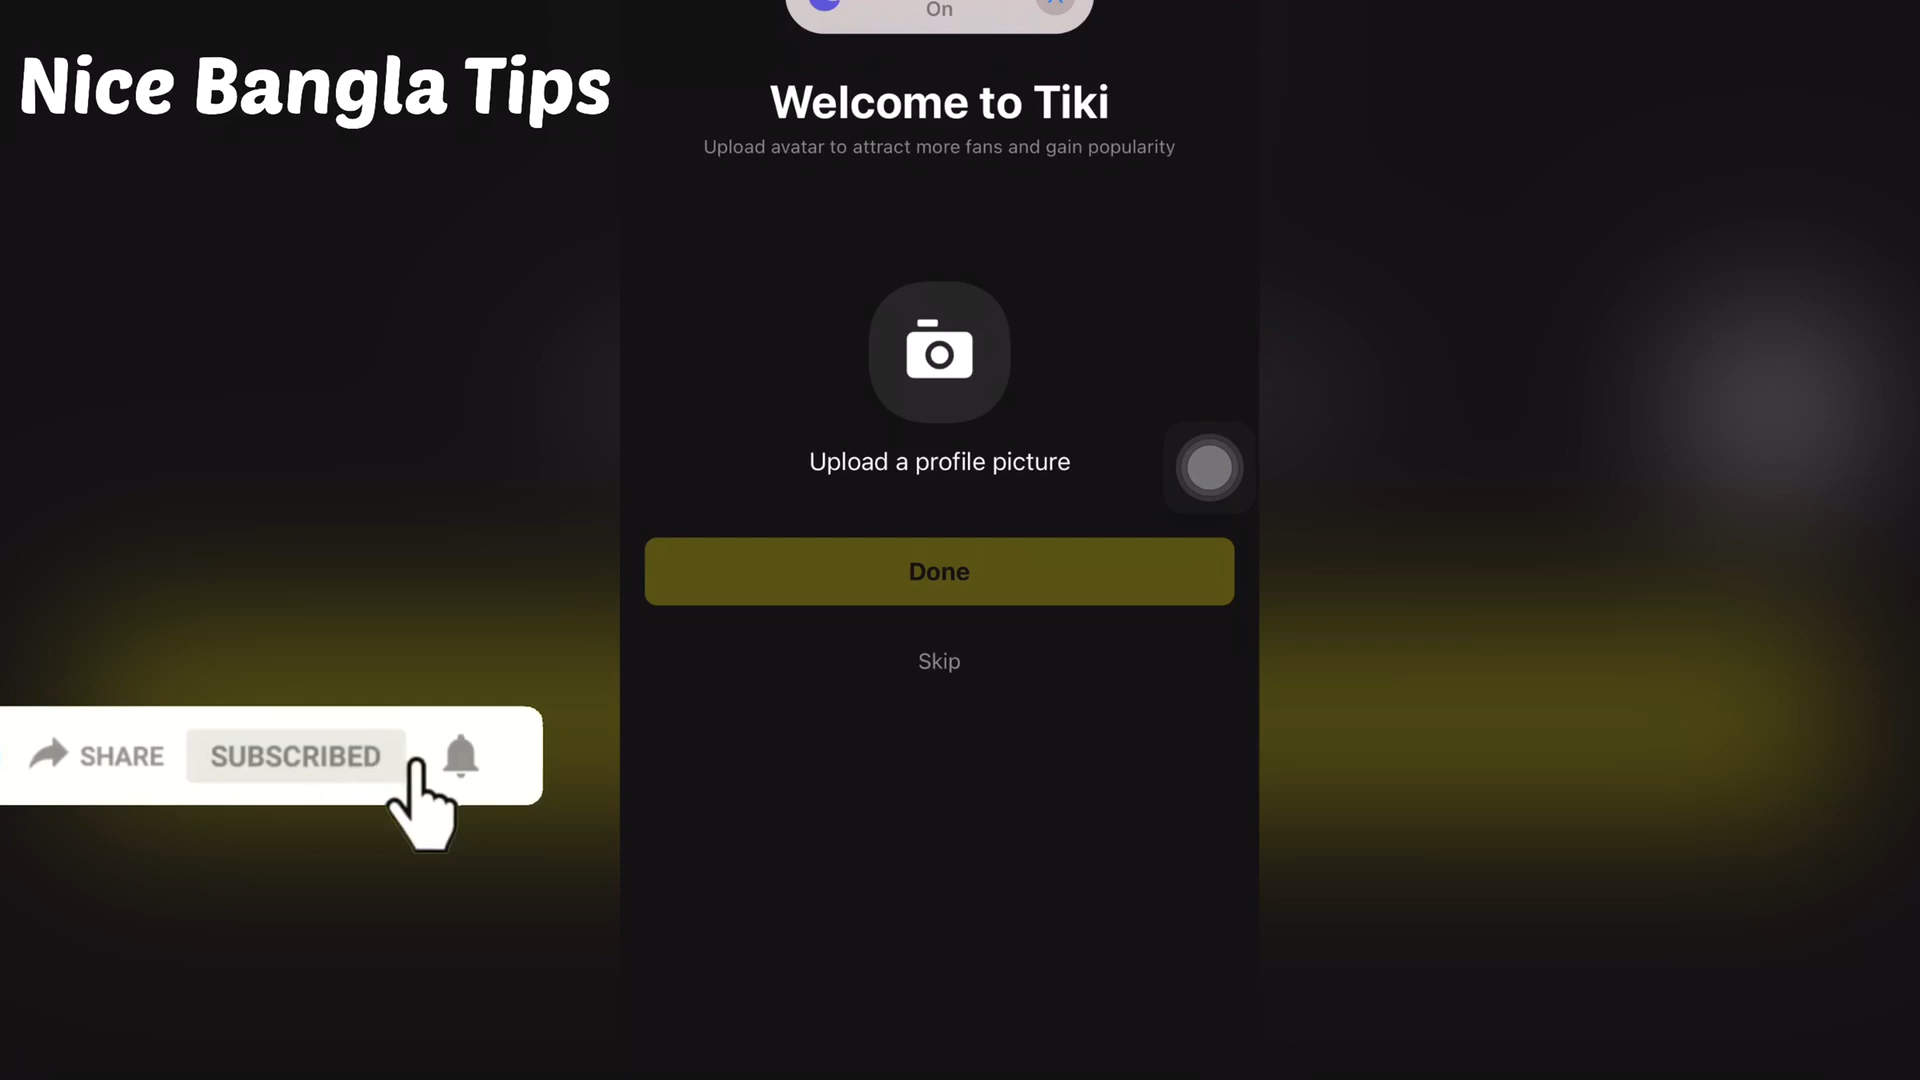 On
Nice Bangla Tips
Welcome to Tiki
Upload avatar to attract more fans and gain popularity
Upload a profile picture
Done
Skip
SHARE SUBSCRIBED